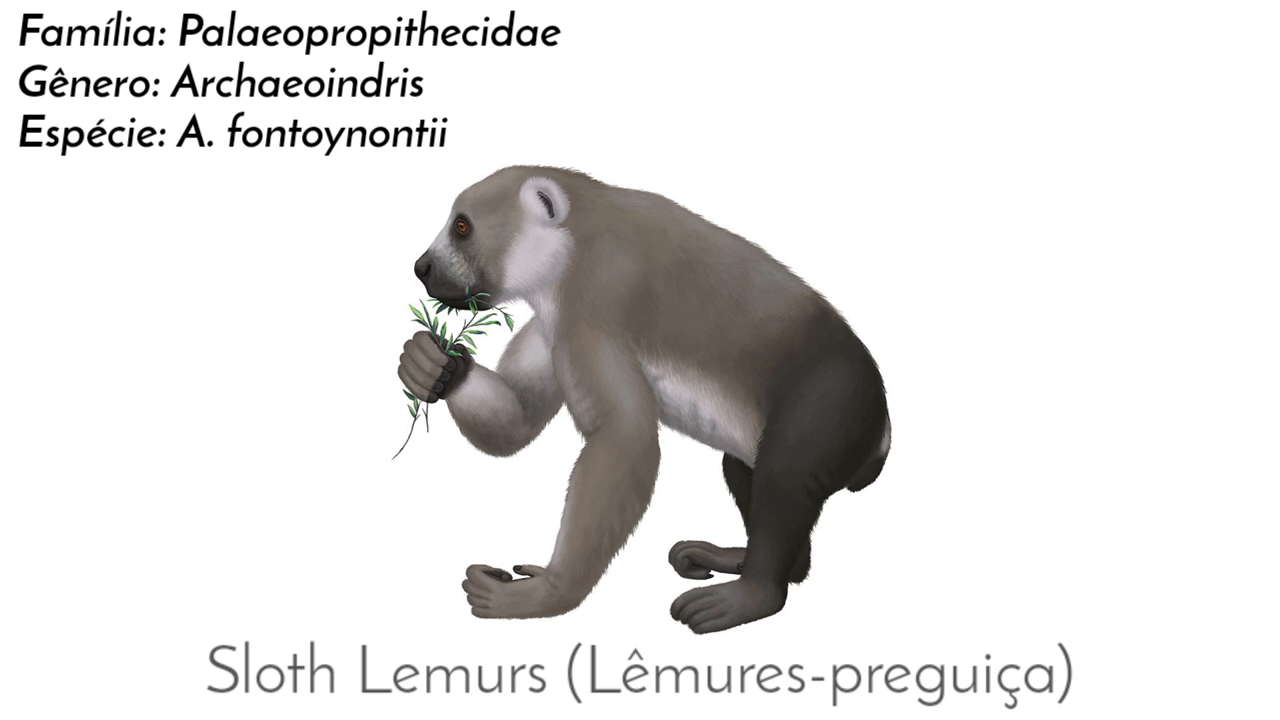 Família: Palaeopropithecidae
Gênero: Archaeoindris
Espécie: A. fontoynontii
Sloth Lemurs (Lêmures-preguiça)